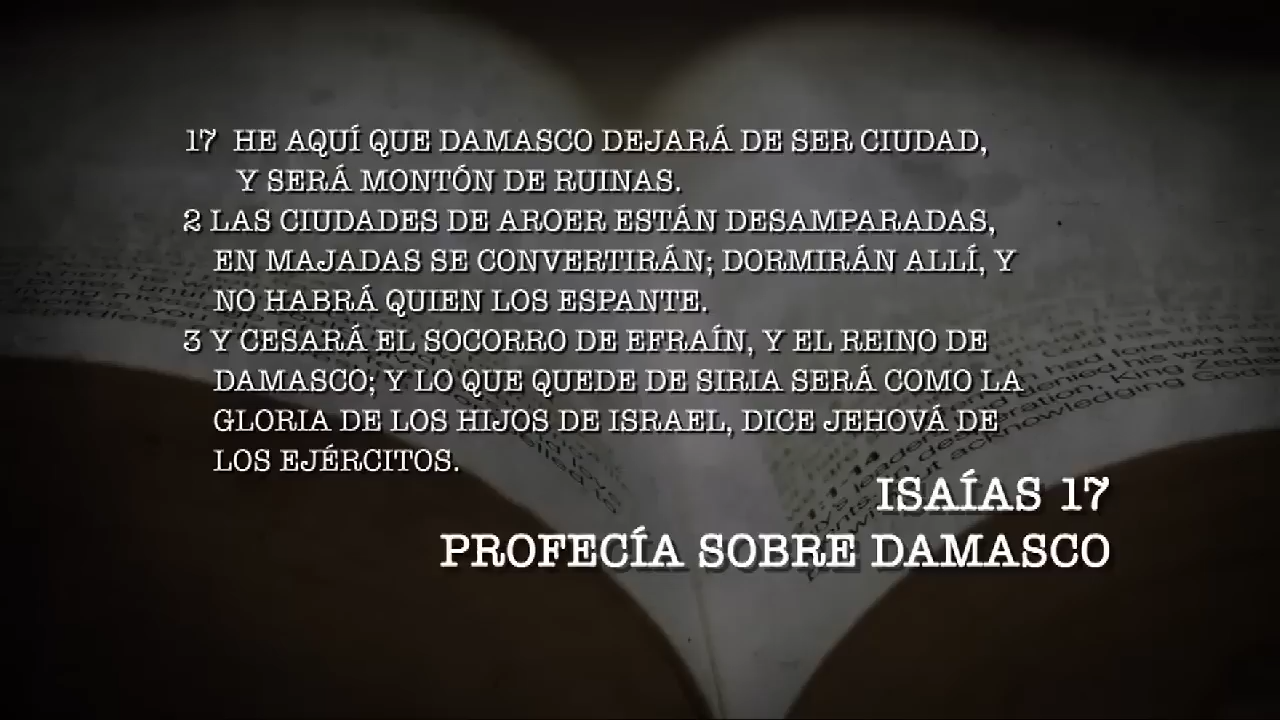 17 HE AQUÍ QUE DAMASCO DEJARÁ DE SER CIUDAD,
Y SERÁ MONTÓN DE RUINAS.
2 LAS CIUDADES DE AROER ESTÁN DESAMPARADAS,
EN MAJADAS SE CONVERTIRÁN; DORMIRÁN ALLÍ, Y
NO HABRÁ QUIEN LOS ESPANTE.
3 Y CESARÁ EL SOCORRO DE EFRAÍN, Y EL REINO DE
DAMASCO; Y LO QUE QUEDE DE SIRIA SERÁ COMO LA
GLORIA DE LOS HIJOS DE ISRAEL, DICE JEHOVÁ DE
LOS EJÉRCITOS.
ISAÍAS 17
PROFECÍA SOBRE DAMASCO